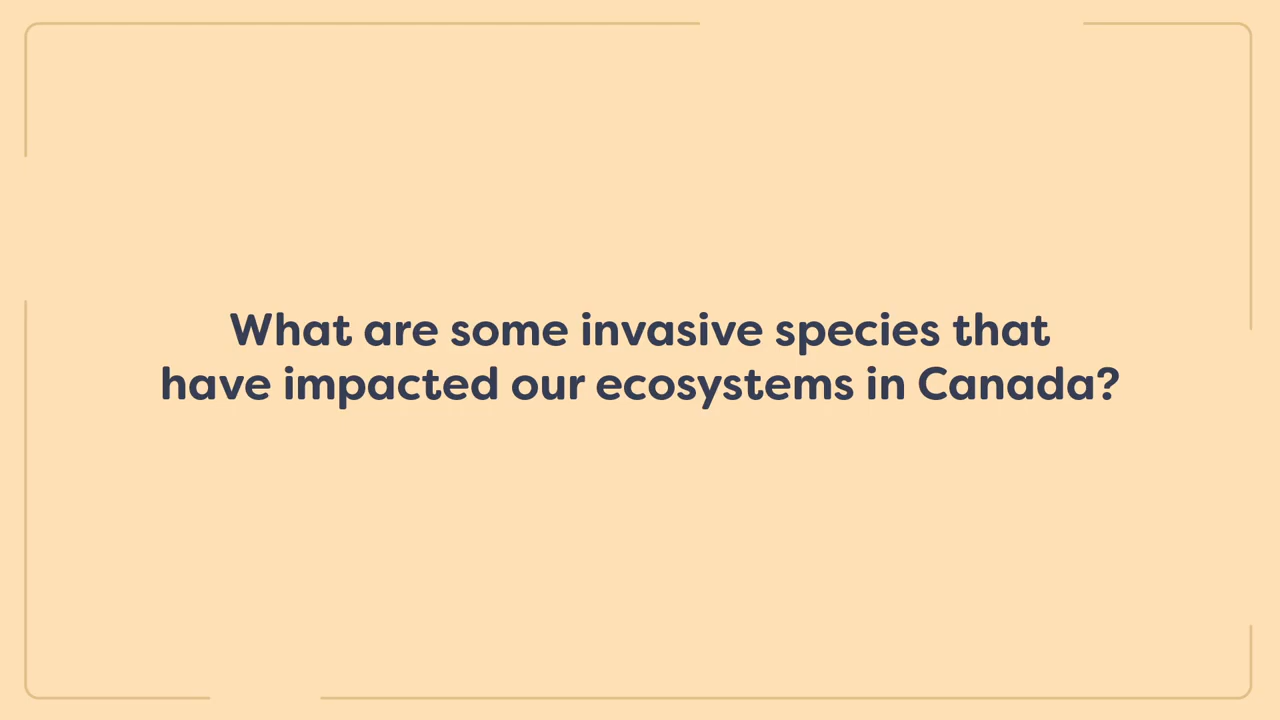 What are some invasive species that
have impacted our ecosystems in Canada?